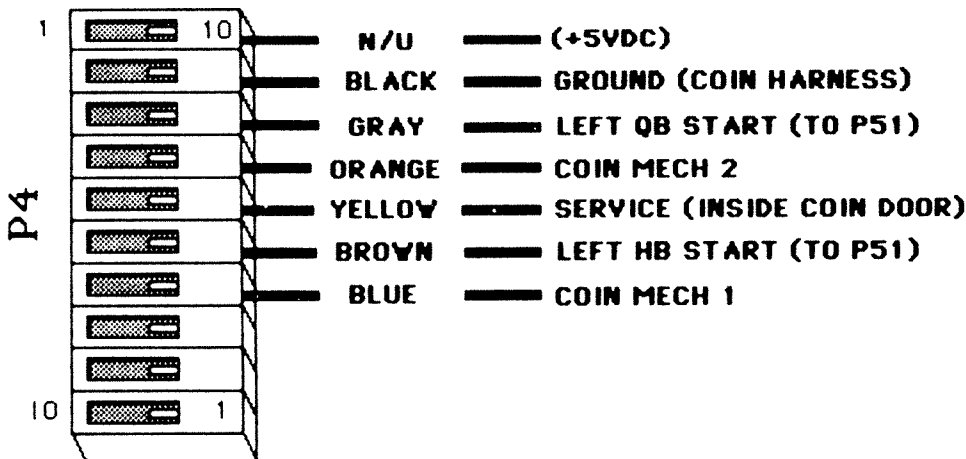 1 10 N/U (+5VDC)
BLACK GROUND (COIN HARNESS)
GRAY LEFT QB START (TO P51)
ORANGE COIN MECH 2
YELLOW SERVICE (INSIDE COIN DOOR)
BROWN LEFT HB START (TO P51)
BLUE COIN MECH 1
10 1
P4